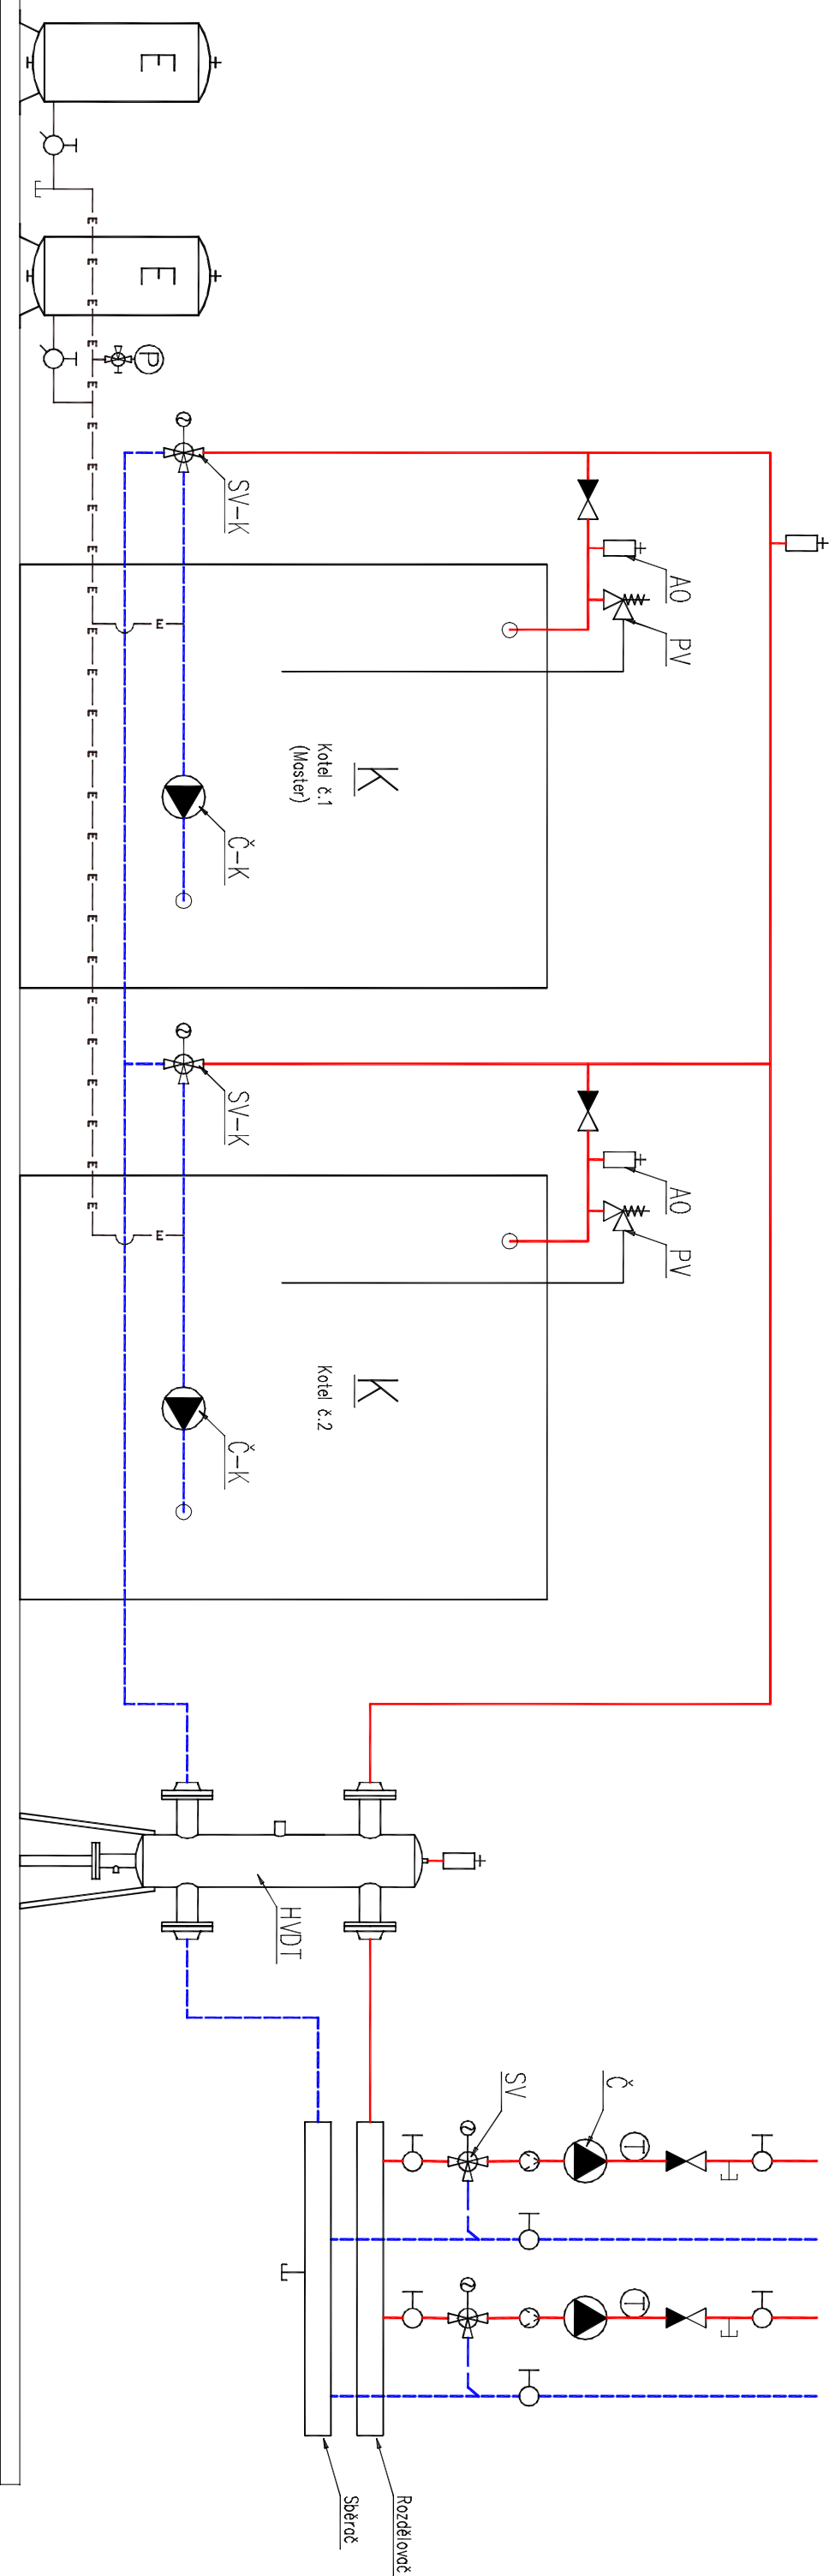 E
E
P
SV-K
AO
PV
K
Kotel č.1
(Master)
Č-K
E
SV-K
AO
PV
K
Kotel č.2
Č-K
E
HVDT
Č
SV
T
T
Rozdělovač
Sběrač